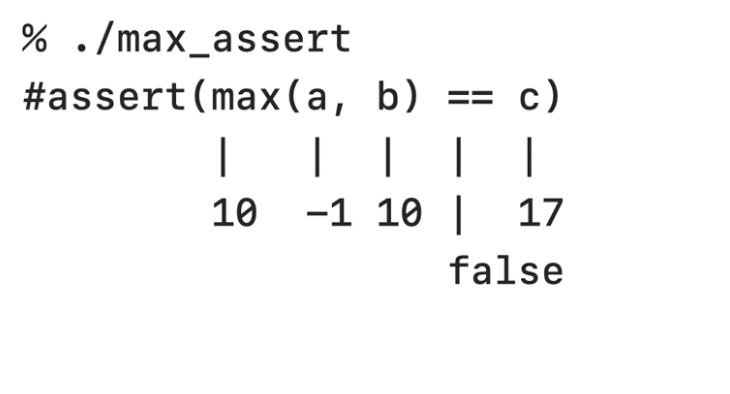 % ./max_assert
#assert(max(a, b) == c)
        |   |  |  |  |
        10  -1 10 |  17
                  false